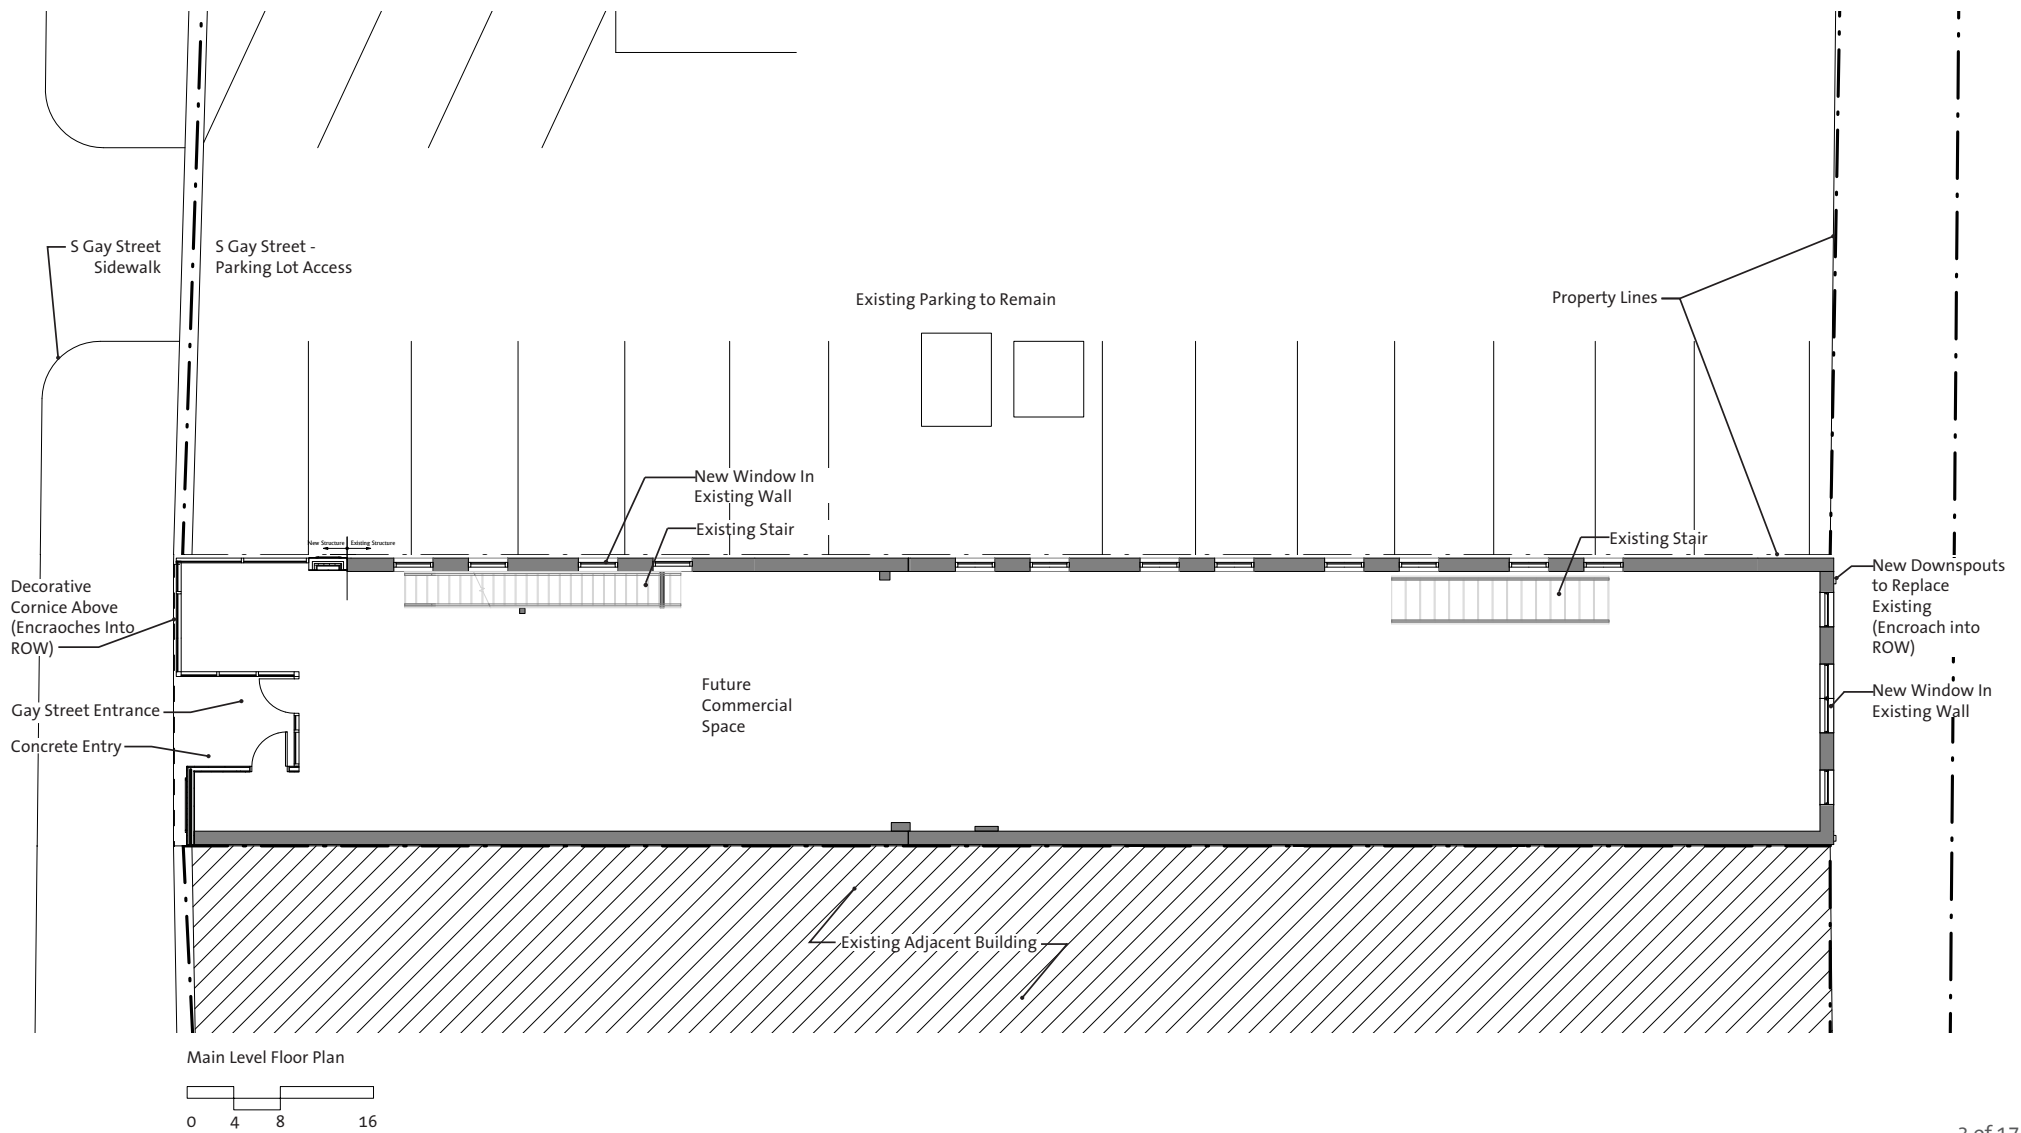 S Gay Street
Sidewalk
S Gay Street -
Parking Lot Access
Existing Parking to Remain
Property Lines
New Window In
Existing Wall
Existing Stair
Existing Stair
New Structure
Existing Structure
Decorative
Cornice Above
(Encraoches Into
ROW)
New Downspouts
to Replace
Existing
(Encroach into
ROW)
Future
Commercial
Space
New Window In
Existing Wall
Gay Street Entrance
Concrete Entry
Existing Adjacent Building
Main Level Floor Plan
0 4 8 16
3 of 17